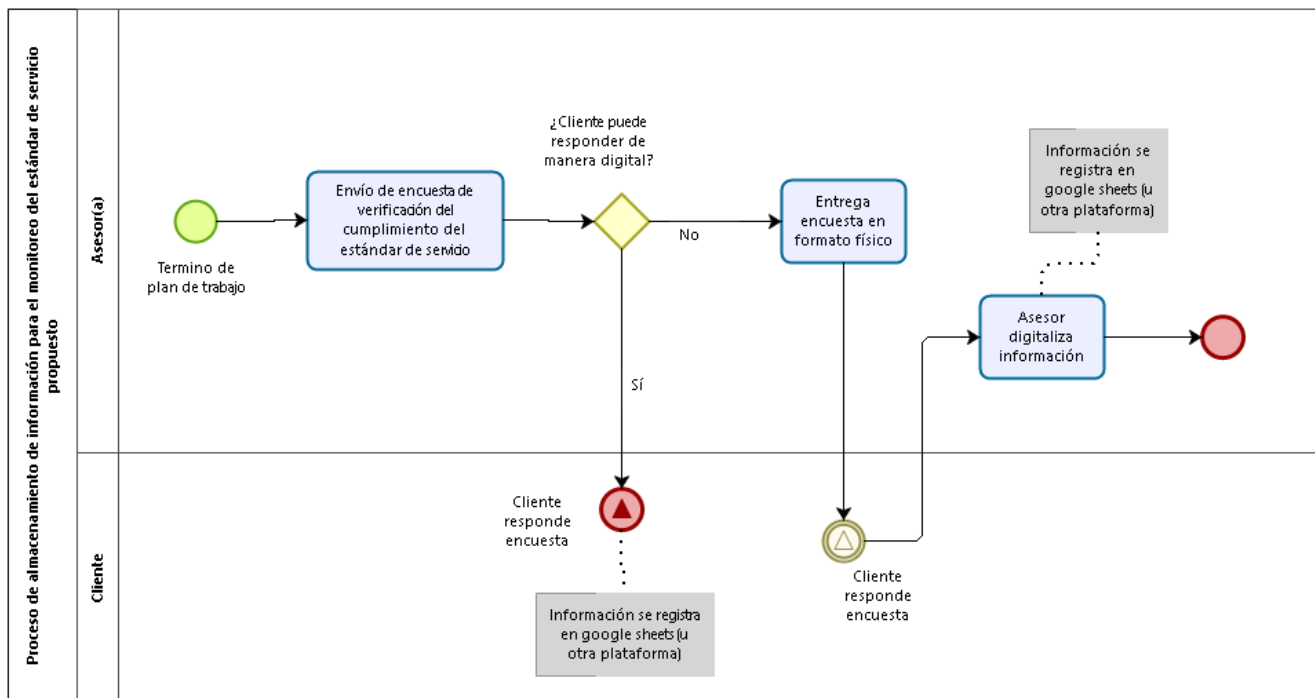 Proceso de almacenamiento de información para el monitoreo del estándar de servicio
propuesto
Asesor(a)
Termino de
plan de trabajo
Envío de encuesta de
verificación del
cumplimiento del
estándar de servicio
¿Cliente puede
responder de
manera digital?
No
Sí
Entrega
encuesta en
formato físico
Información se
registra en
google sheets (u
otra plataforma)
Asesor
digitaliza
información
Cliente
Cliente
responde
encuesta
Información se registra
en google sheets (u
otra plataforma)
Cliente
responde
encuesta